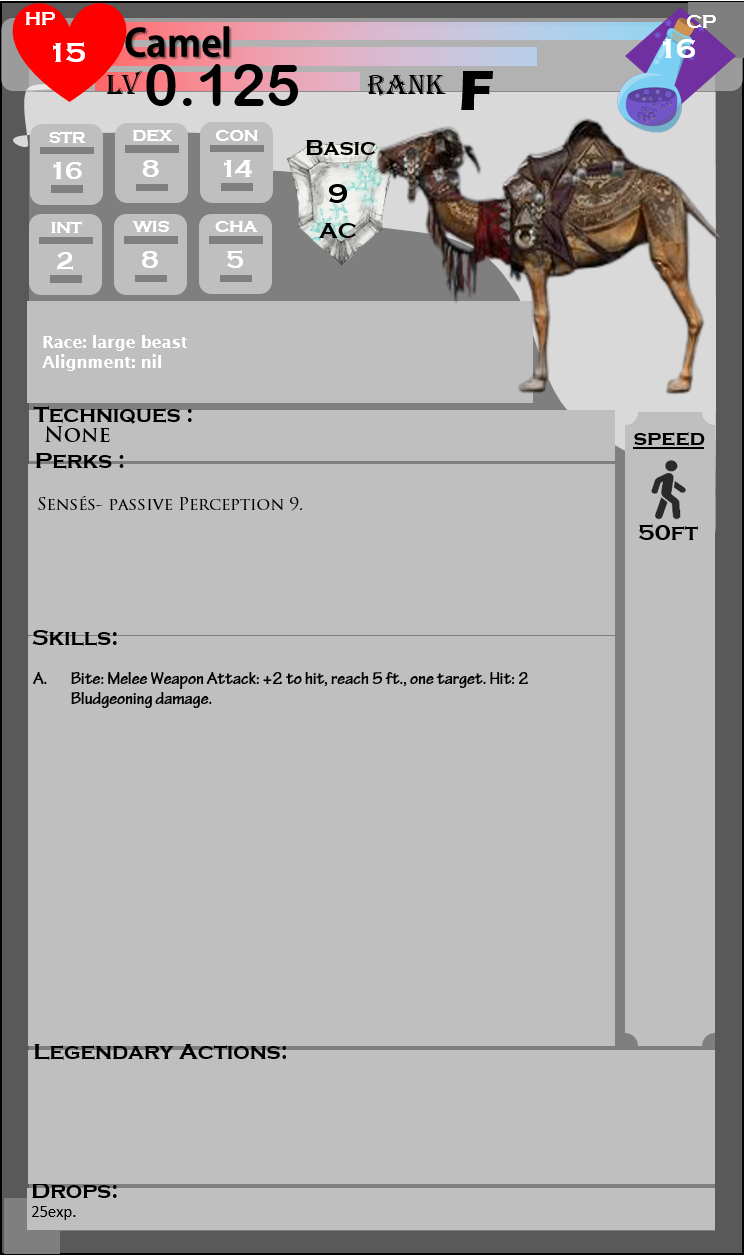 HP
15
Camel
CP
16
LV 0.125 RANK F
STR
16
DEX
8
CON
14
INT
2
WIS
8
CHA
5
Basic
9
AC
Race: large beast
Alignment: nil
Techniques :
None
Perks :
Sensés- passive Perception 9.
SPEED
50FT
Skills:
A. Bite: Melee Weapon Attack: +2 to hit, reach 5 ft., one target. Hit: 2
Bludgeoning damage.
Legendary Actions:
Drops:
25exp.